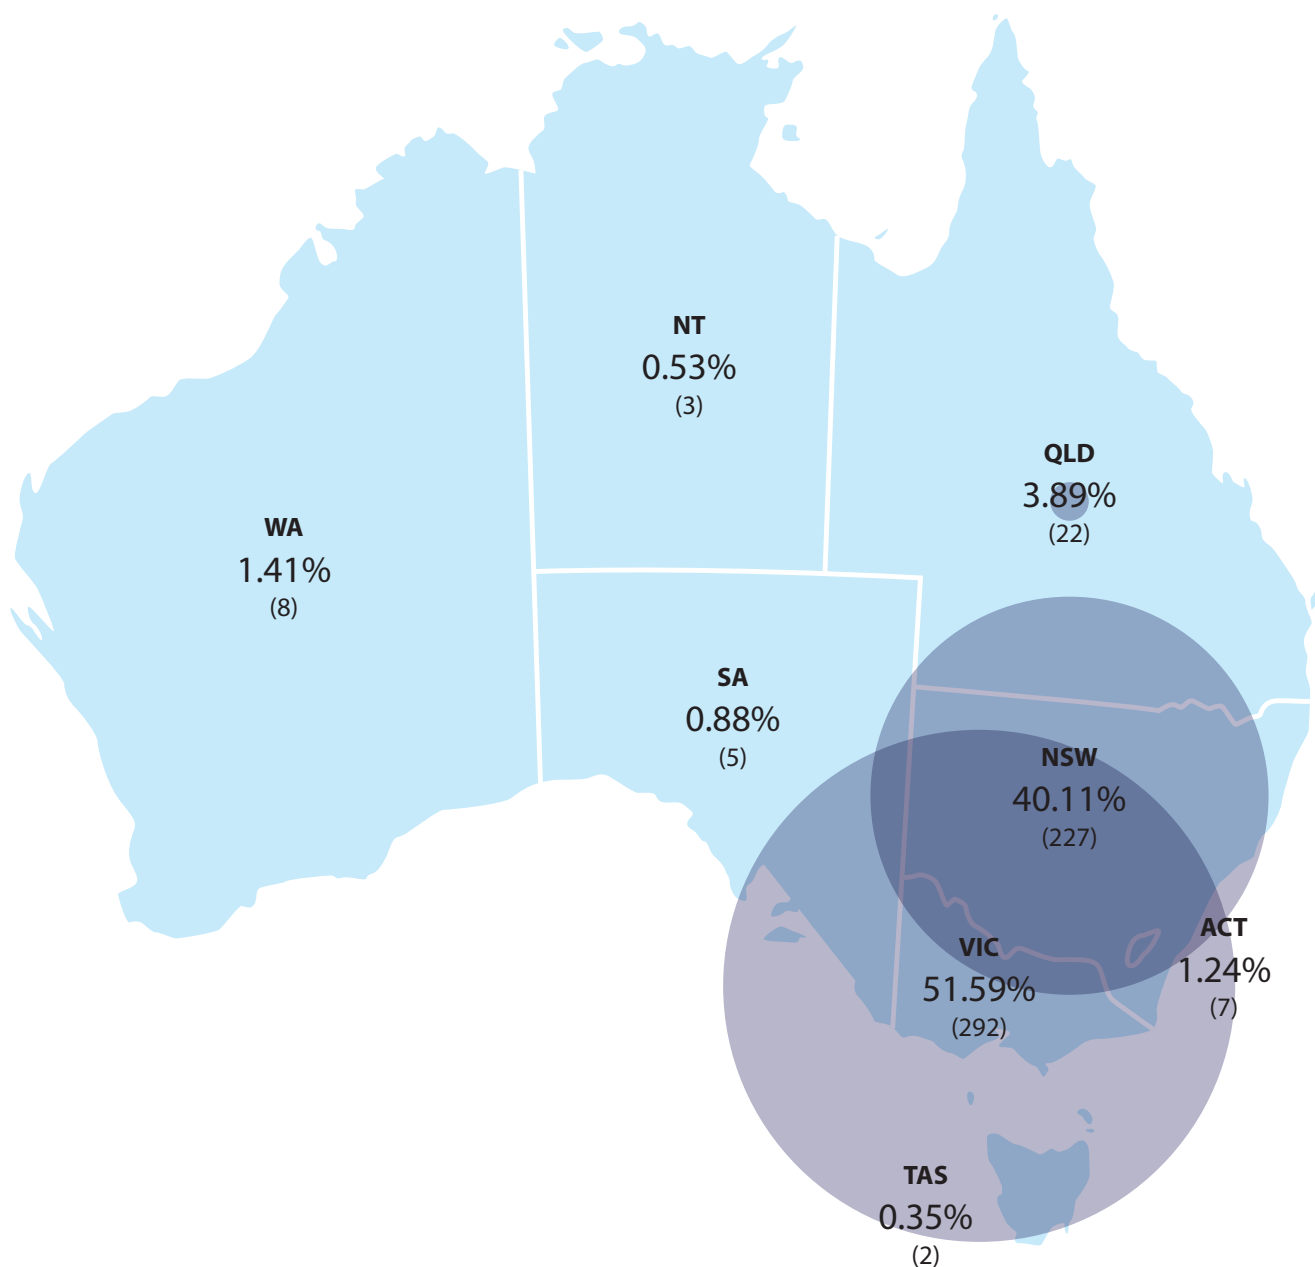 NT
0.53%
(3)
QLD
3.89%
(22)
WA
1.41%
(8)
SA
0.88%
(5)
NSW
40.11%
(227)
ACT
1.24%
(7)
VIC
51.59%
(292)
TAS
0.35%
(2)